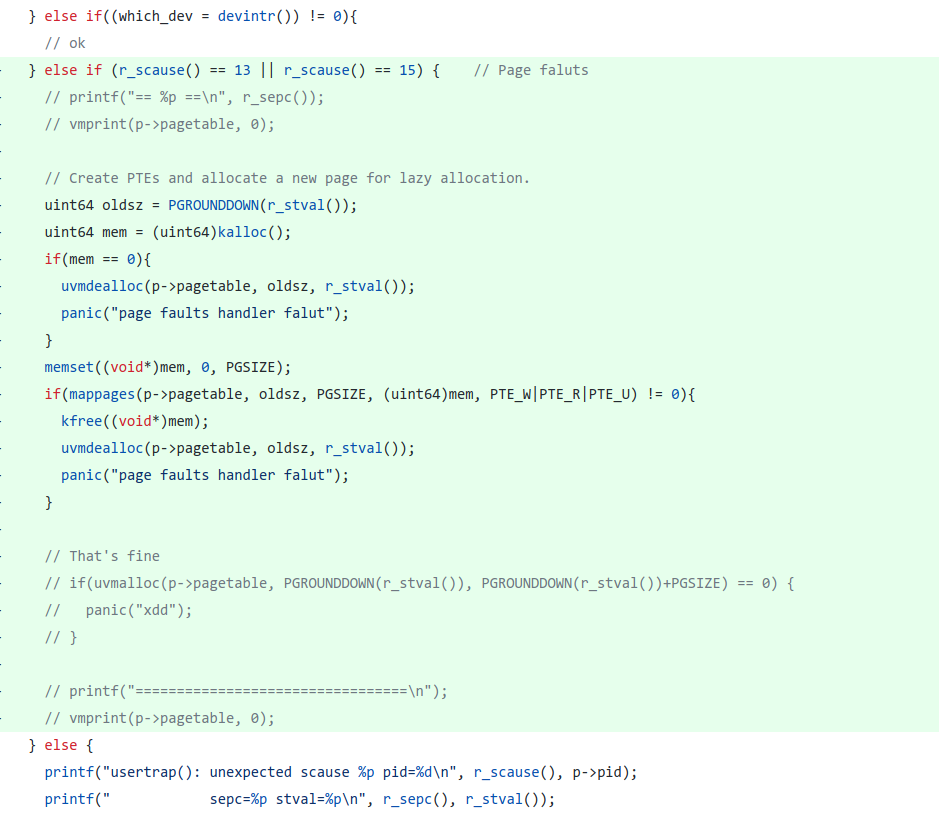 } else if((which_dev = devintr()) != 0){
// ok
} else if (r_scause() == 13 || r_scause() == 15) { // Page faluts
// printf("== %p ==\n", r_sepc());
// vmprint(p->pagetable, 0);
// Create PTEs and allocate a new page for lazy allocation.
uint64 oldsz = PGROUNDDOWN(r_stval());
uint64 mem = (uint64)kalloc();
if(mem == 0){
uvmdealloc(p->pagetable, oldsz, r_stval());
panic("page faults handler falut");
}
memset((void*)mem, 0, PGSIZE);
if(mappages(p->pagetable, oldsz, PGSIZE, (uint64)mem, PTE_W|PTE_R|PTE_U) != 0){
kfree((void*)mem);
uvmdealloc(p->pagetable, oldsz, r_stval());
panic("page faults handler falut");
}
// That's fine
// if(uvmalloc(p->pagetable, PGROUNDDOWN(r_stval()), PGROUNDDOWN(r_stval())+PGSIZE) == 0) {
// panic("xdd");
// }
// printf("=================================\n");
// vmprint(p->pagetable, 0);
} else {
printf("usertrap(): unexpected scause %p pid=%d\n", r_scause(), p->pid);
printf(" sepc=%p stval=%p\n", r_sepc(), r_stval());